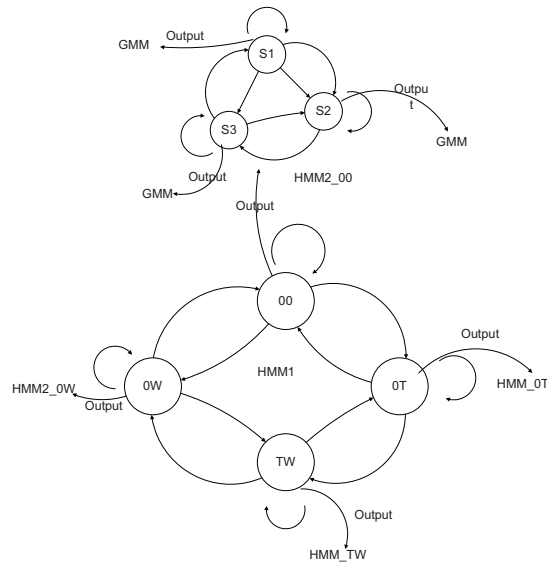 Output
GMM
S1
Outpu
t
S2
S3
GMM
Output
GMM
HMM2_00
Output
00
Output
HMM1
0W
0T
HMM_0T
HMM2_0W
Output
TW
Output
HMM_TW